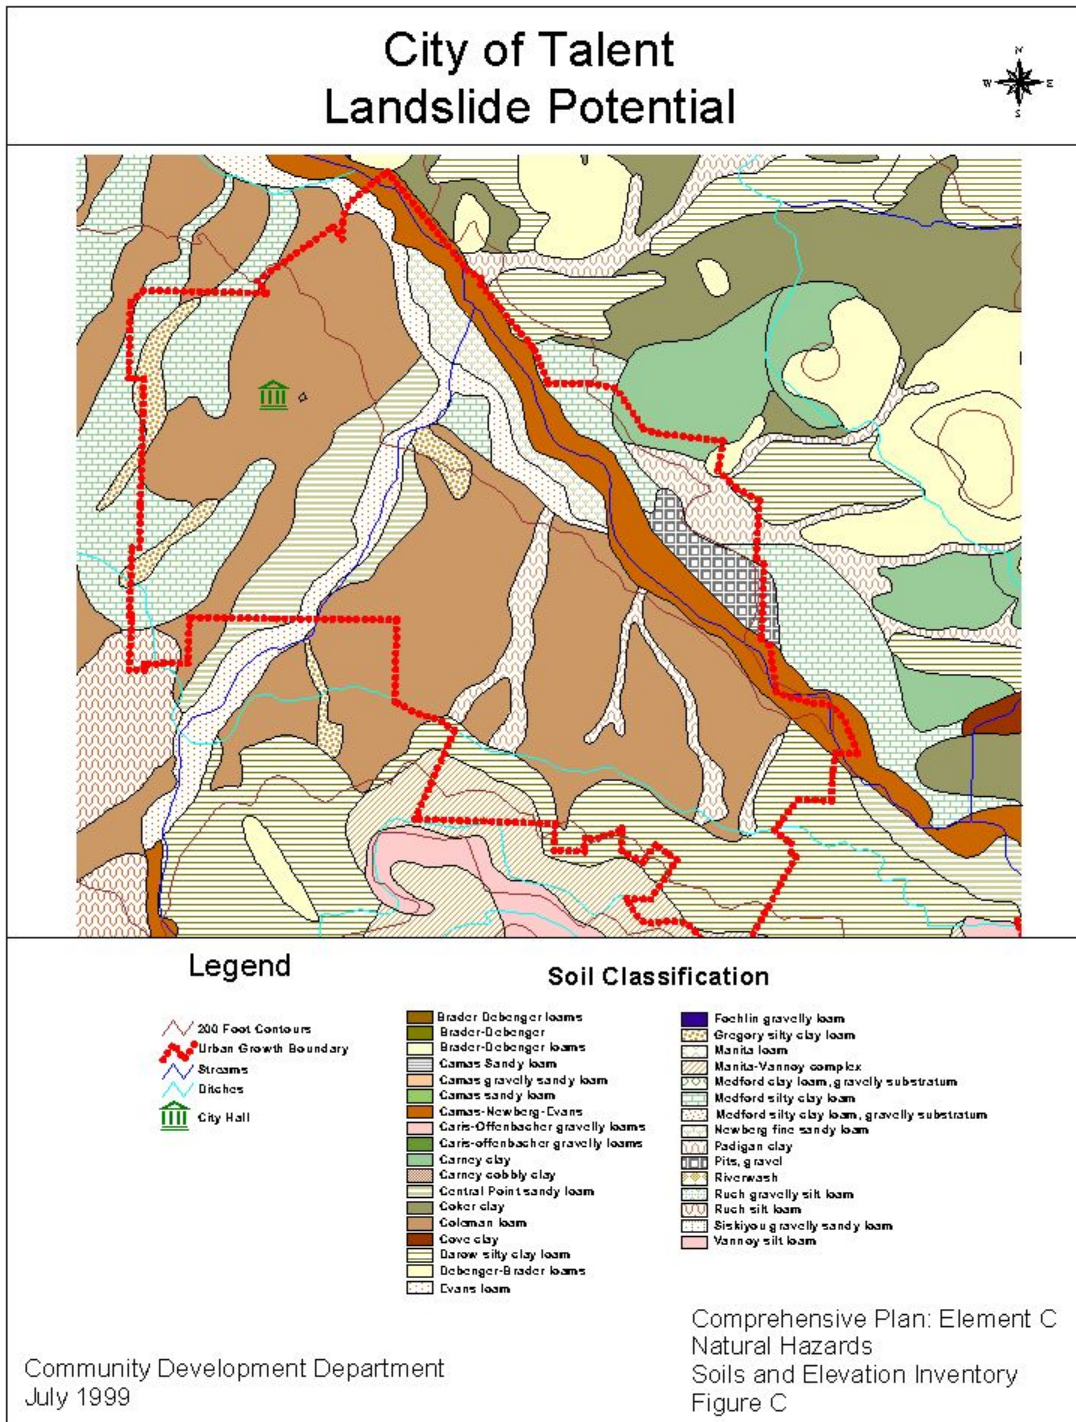 City of Talent
Landslide Potential
N
W
E
S
Legend
200 Foot Contours
Urban Growth Boundary
Streams
Ditches
City Hall
Soil Classification
Brader Debenger loams
Brader-Debenger
Brader-Debenger loams
Camas Sandy loam
Camas gravelly sandy loam
Camas sandy loam
Camas-Newberg-Evans
Caris-Offenbacher gravelly loams
Caris-offenbacher gravelly loams
Carney clay
Carney cobbly clay
Central Point sandy loam
Coker clay
Coleman loam
Cove clay
Darow silty clay loam
Debenger-Brader loams
Evans loam
Foehlin gravelly loam
Gregory silty clay loam
Manita loam
Manita-Vannoy complex
Medford clay loam, gravelly substratum
Medford silty clay loam
Medford silty clay loam, gravelly substratum
Newberg fine sandy loam
Padigan clay
Pits, gravel
Riverwash
Ruch gravelly silt loam
Ruch silt loam
Siskiyou gravelly sandy loam
Vannoy silt loam
Community Development Department
July 1999
Comprehensive Plan: Element C
Natural Hazards
Soils and Elevation Inventory
Figure C